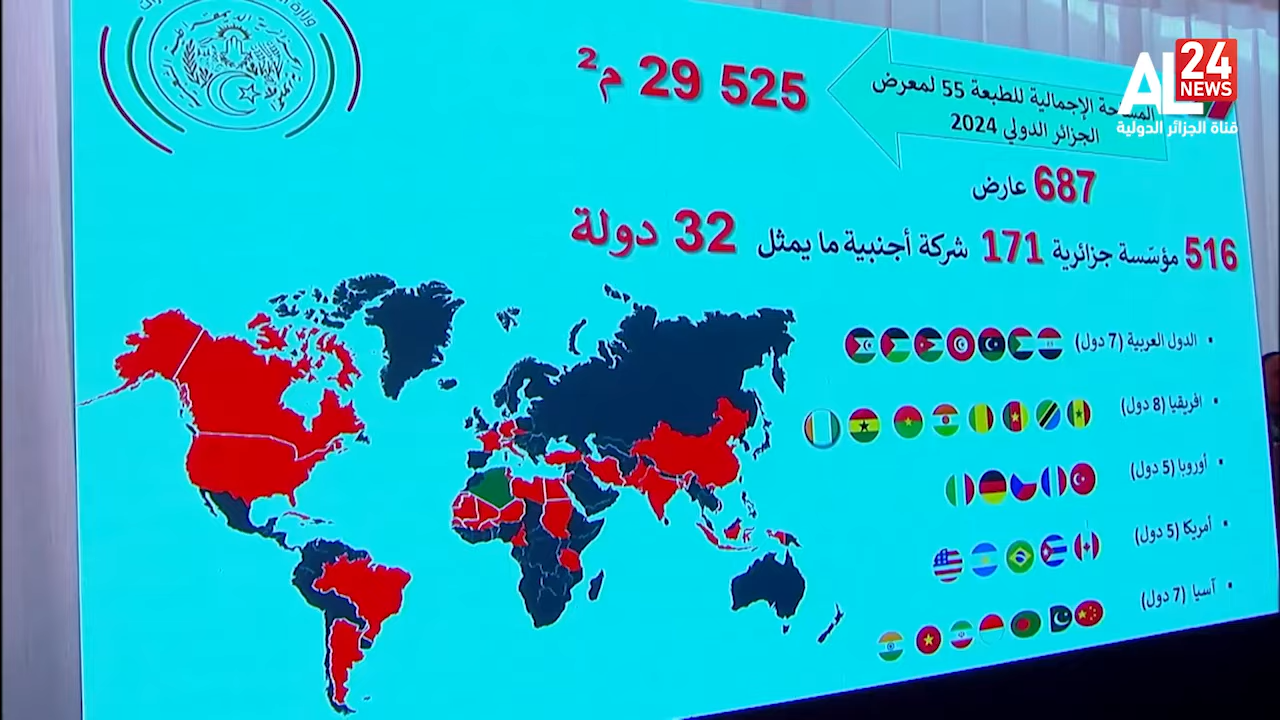 AL
24
NEWS
قناة الجزائر الدولية
المساحة الإجمالية للطبعة 55 لمعرض
الجزائر الدولي 2024
29 525 م²
687 عارض
516 مؤسّسة جزائرية 171 شركة أجنبية ما يمثل 32 دولة
الدول العربية (7 دول)
افريقيا (8 دول)
أوروبا (5 دول)
أمريكا (5 دول)
آسيا (7 دول)